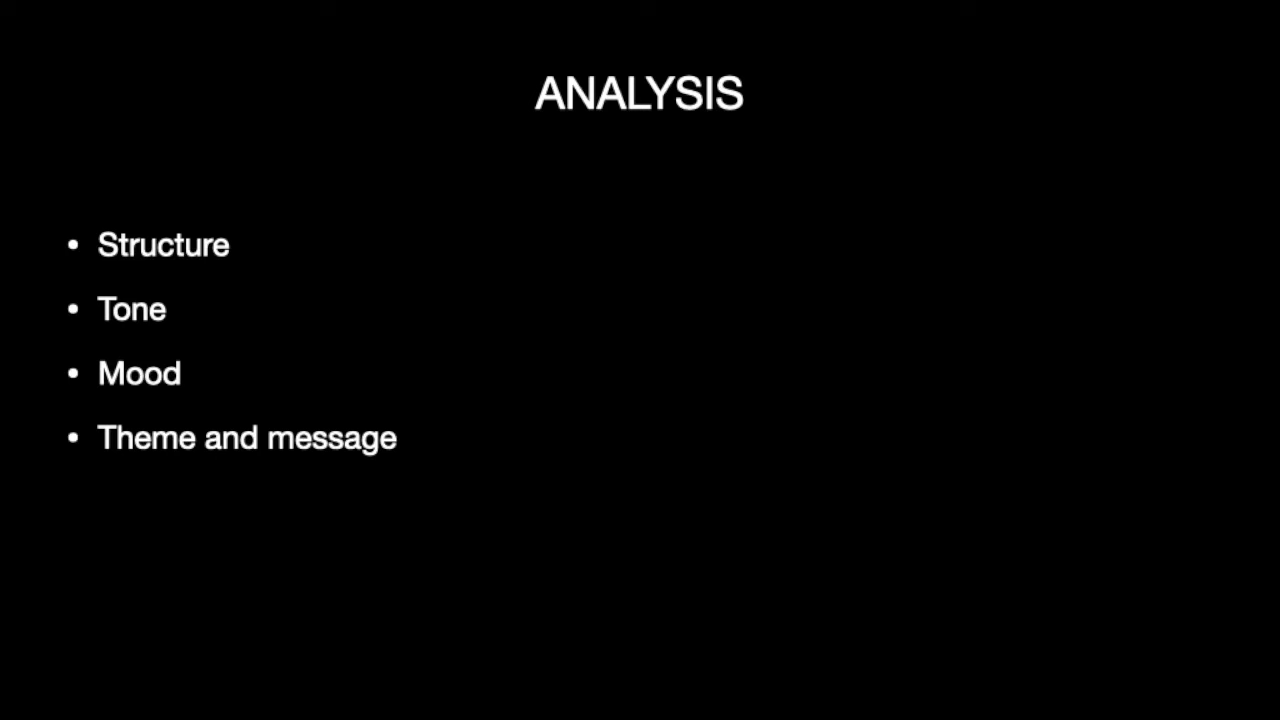 ANALYSIS
• Structure
• Tone
• Mood
• Theme and message